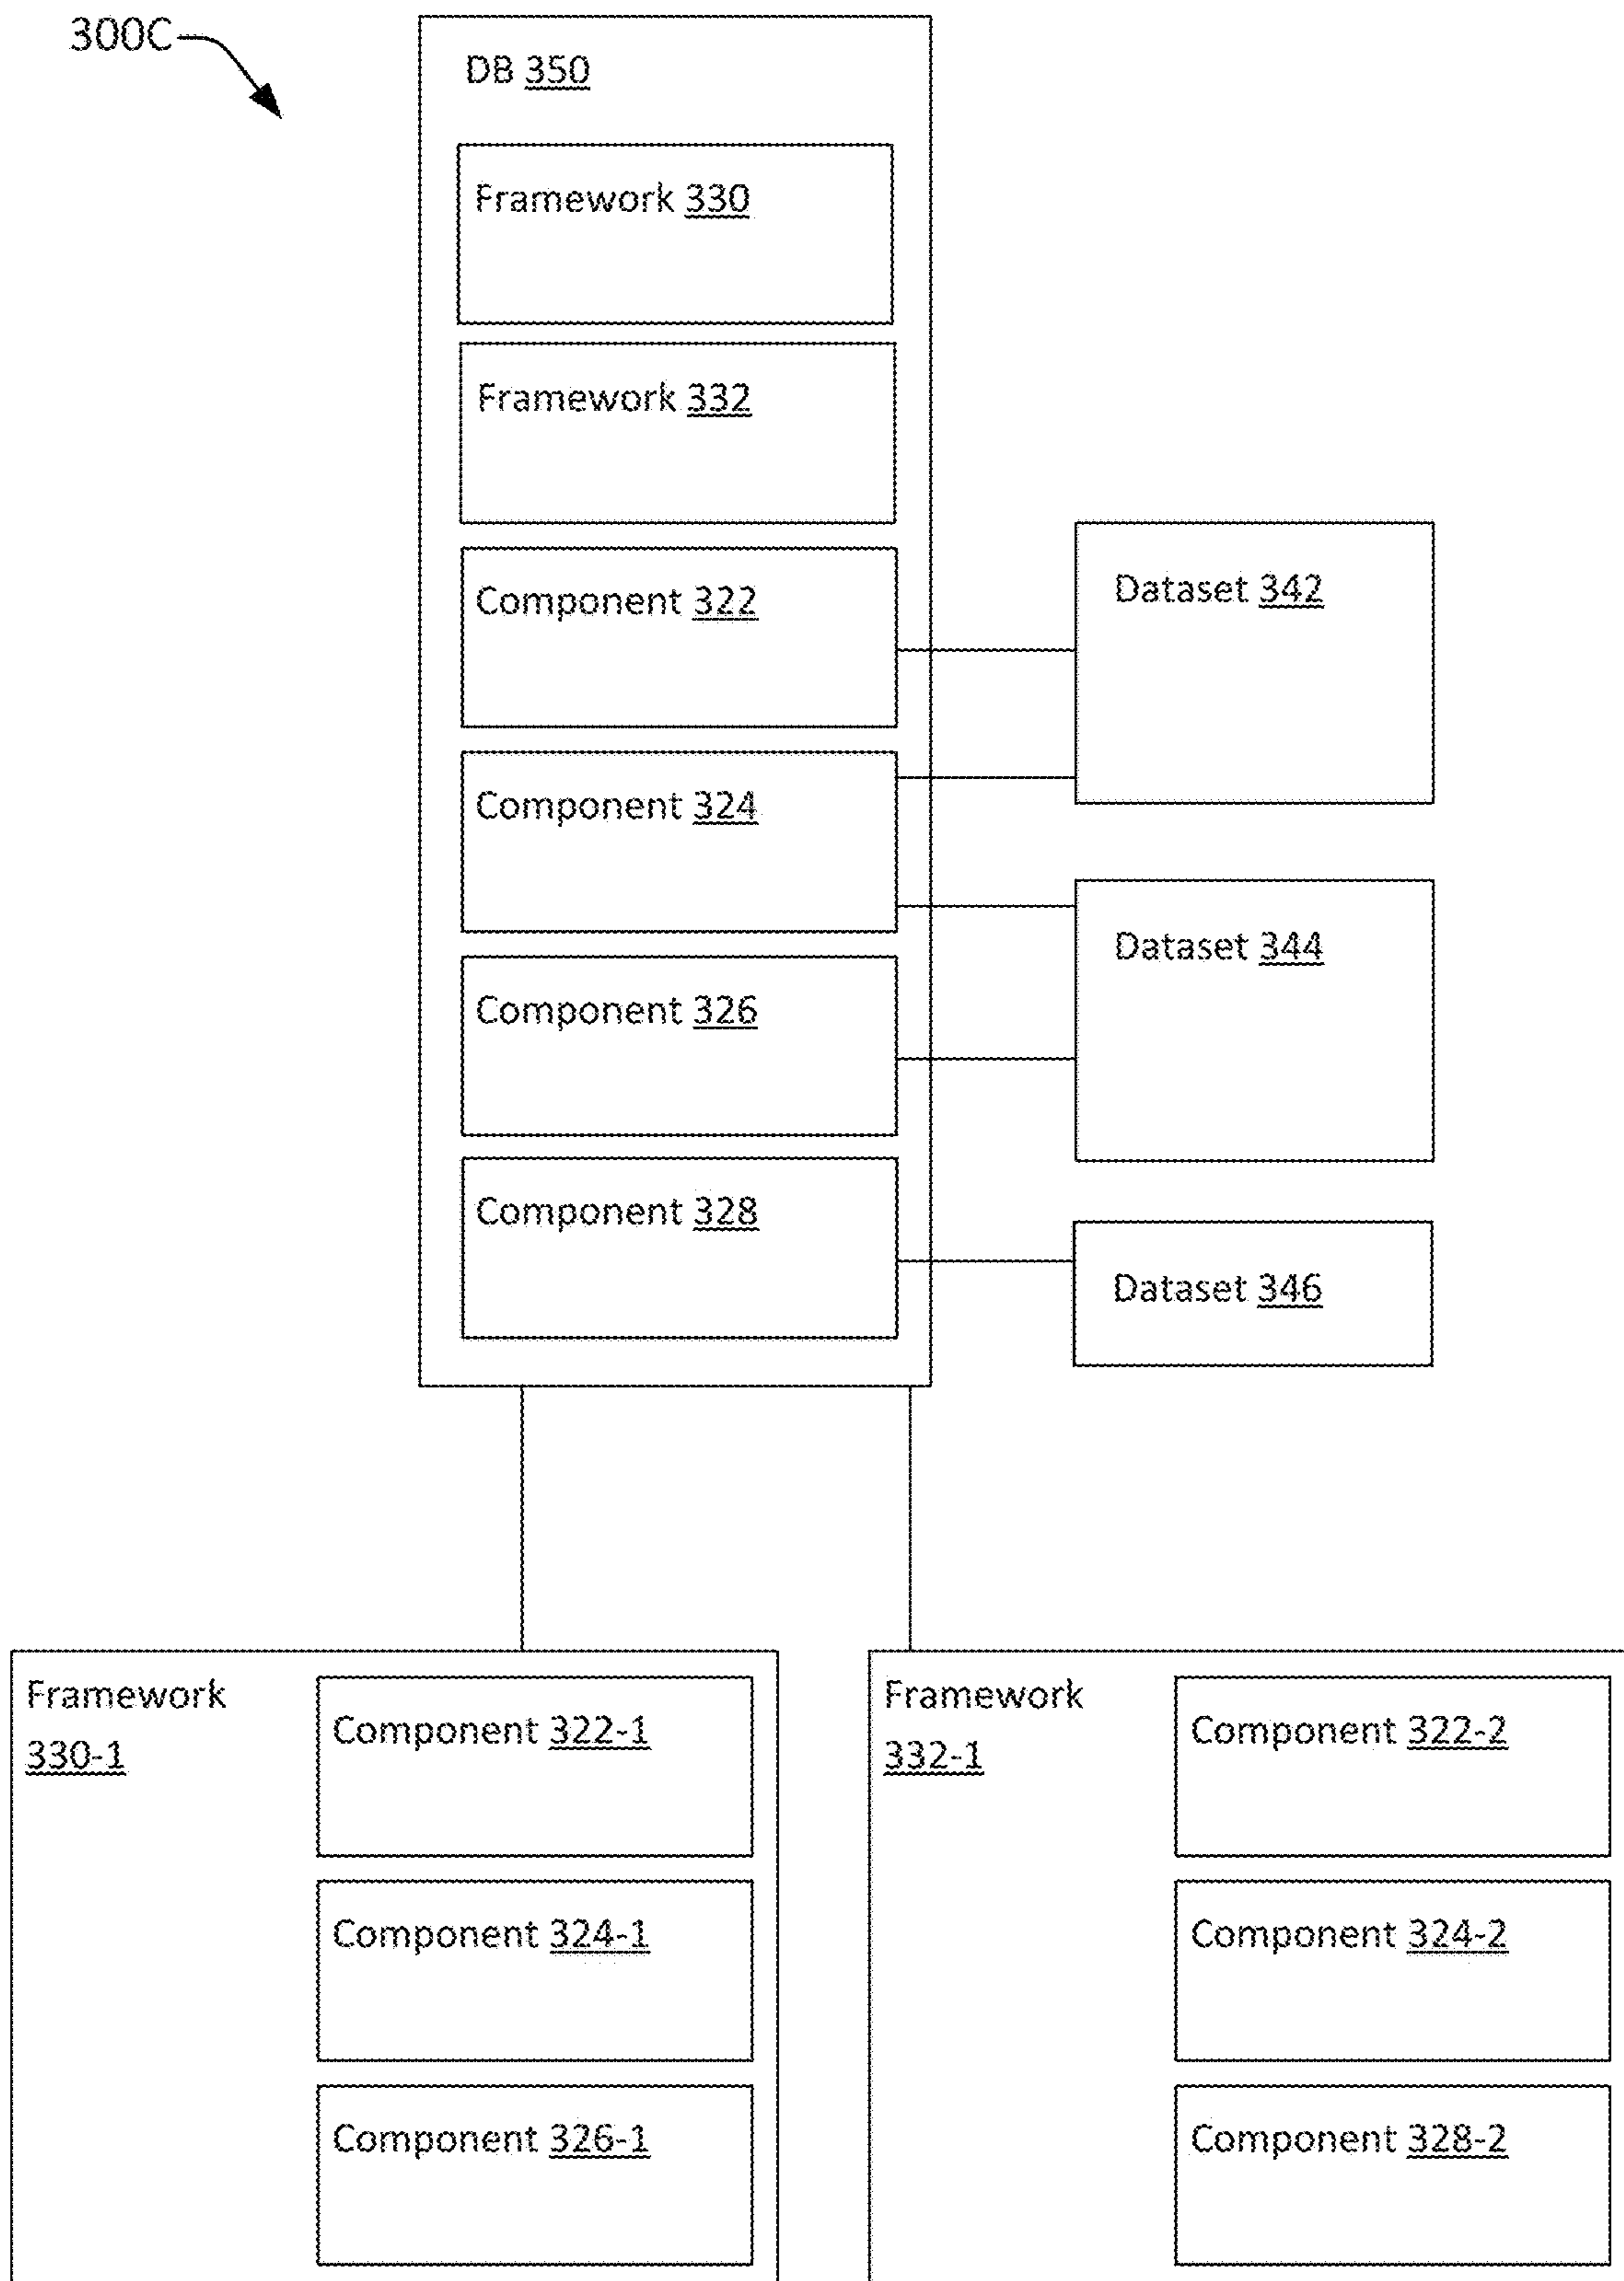 300C
DB 350
Framework 330
Framework 332
Component 322
Dataset 342
Component 324
Dataset 344
Component 326
Component 328
Dataset 346
Framework
330-1
Component 322-1
Component 324-1
Component 326-1
Framework
332-1
Component 322-2
Component 324-2
Component 328-2